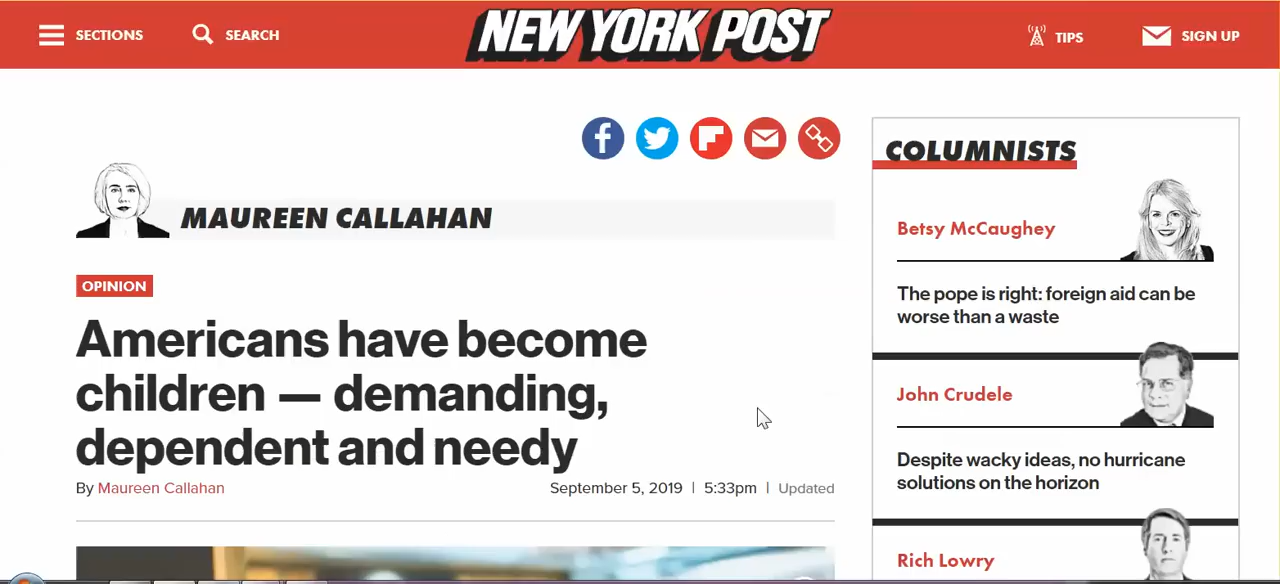 SECTIONS
SEARCH
NEW YORK POST
TIPS
SIGN UP
MAUREEN CALLAHAN
OPINION
Americans have become
children — demanding,
dependent and needy
By Maureen Callahan
September 5, 2019 | 5:33pm | Updated
COLUMNISTS
Betsy McCaughey
The pope is right: foreign aid can be
worse than a waste
John Crudele
Despite wacky ideas, no hurricane
solutions on the horizon
Rich Lowry